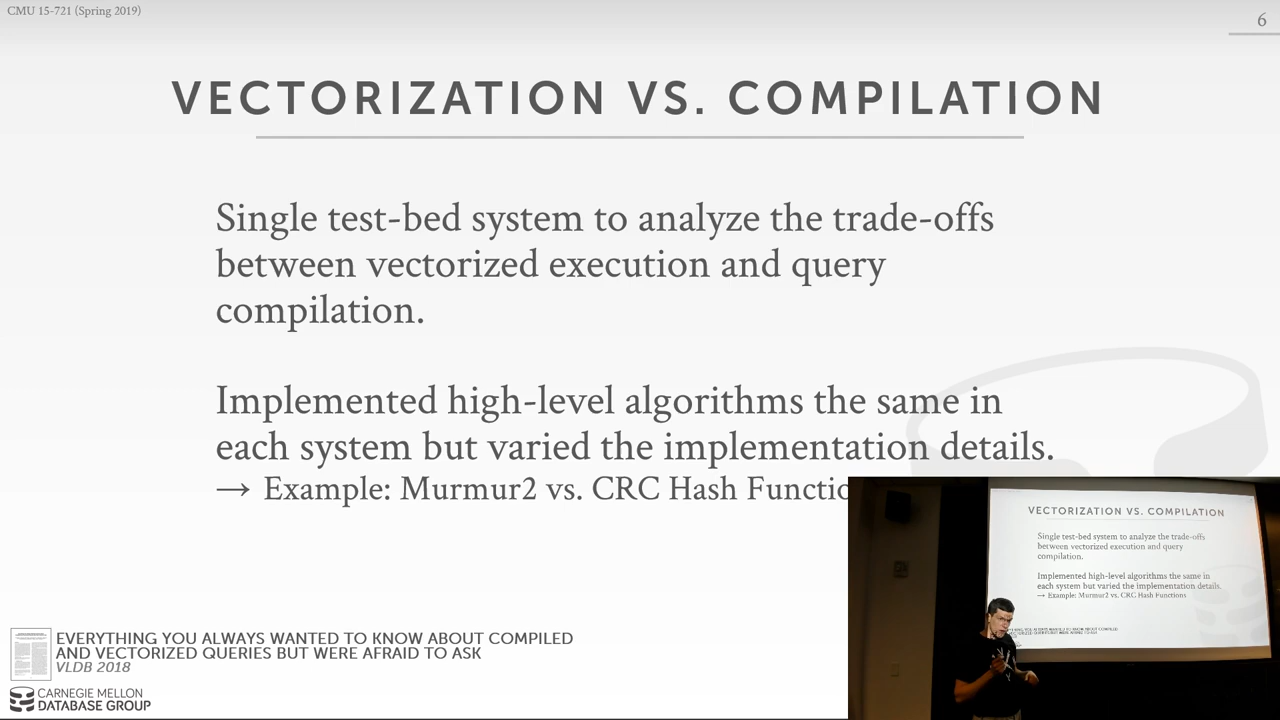 CMU 15-721 (Spring 2019)
6
VECTORIZATION VS. COMPILATION
Single test-bed system to analyze the trade-offs
between vectorized execution and query
compilation.
Implemented high-level algorithms the same in
each system but varied the implementation details.
→ Example: Murmur2 vs. CRC Hash Functio
EVERYTHING YOU ALWAYS WANTED TO KNOW ABOUT COMPILED
AND VECTORIZED QUERIES BUT WERE AFRAID TO ASK
VLDB 2018
CARNEGIE MELLON
DATABASE GROUP
VECTORIZATION VS. COMPILATION
Single test-bed system to analyze the trade-offs
between vectorized execution and query
compilation.
Implemented high-level algorithms the same in
each system but varied the implementation details.
→ Example: Murmur2 vs. CRC Hash Functions